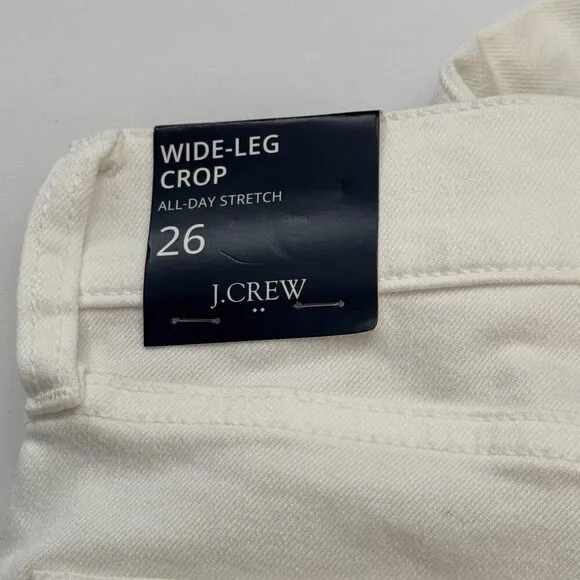 WIDE-LEG
CROP
ALL-DAY STRETCH
26
J.CREW